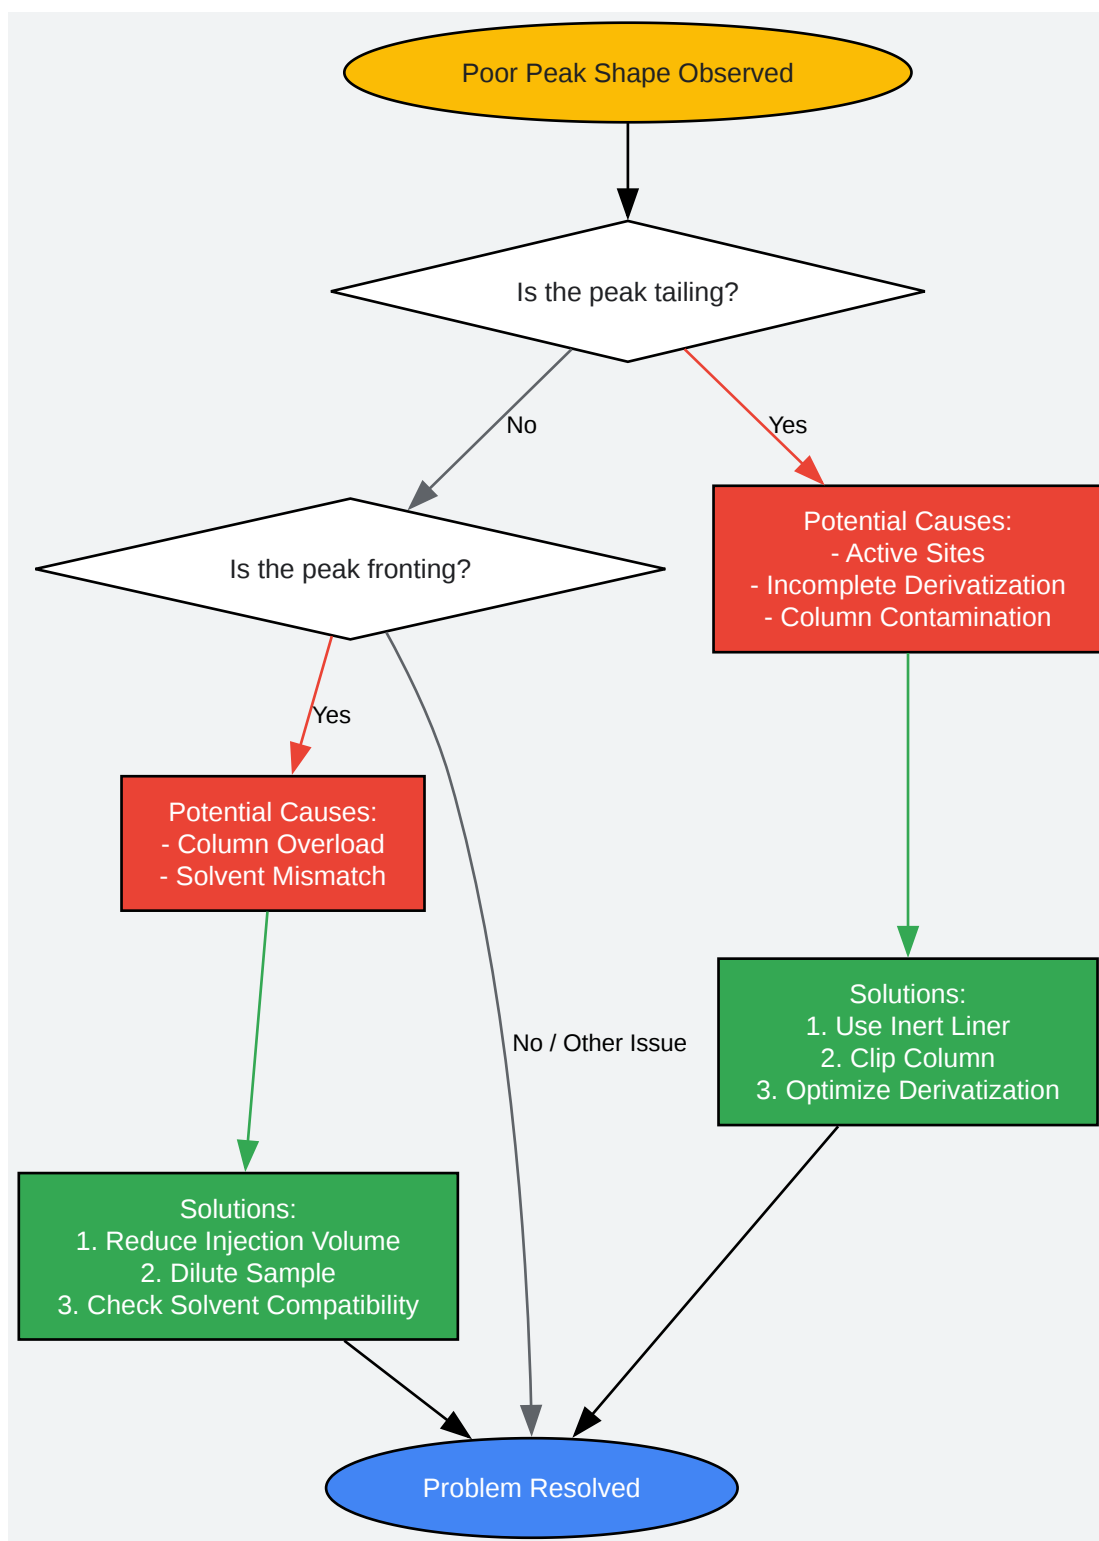 Poor Peak Shape Observed
Is the peak tailing?
No
Yes
Is the peak fronting?
Potential Causes:
- Active Sites
- Incomplete Derivatization
- Column Contamination
Yes
Potential Causes:
- Column Overload
- Solvent Mismatch
No / Other Issue
Solutions:
1. Use Inert Liner
2. Clip Column
3. Optimize Derivatization
Solutions:
1. Reduce Injection Volume
2. Dilute Sample
3. Check Solvent Compatibility
Problem Resolved